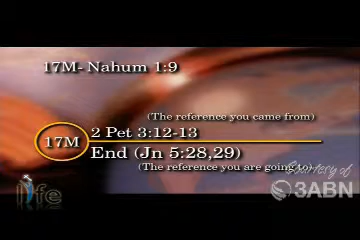 17M- Nahum 1:9
(The reference you came from)
2 Pet 3:12-13
17M
End (Jn 5:28,29)
(The reference you are going to)
Courtesy of
3ABN
life